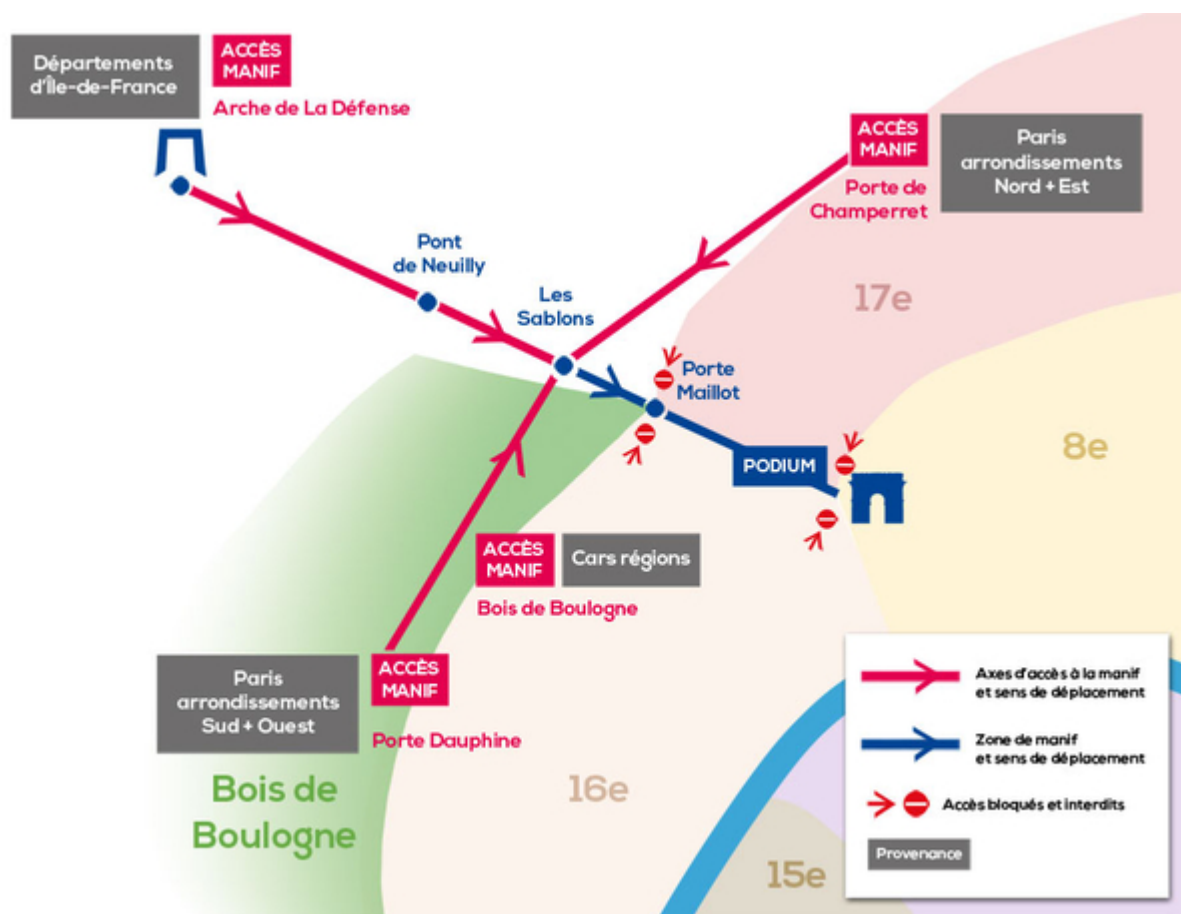 Départements
d'Île-de-France
ACCÈS
MANIF
Arche de La Défense
ACCÈS
MANIF
Paris
arrondissements
Nord + Est
Porte de
Champerret
Pont
de Neuilly
Les
Sablons
17e
Porte
Maillot
8e
PODIUM
ACCÈS
MANIF
Cars régions
Bois de Boulogne
Paris
arrondissements
Sud + Ouest
ACCÈS
MANIF
Porte Dauphine
Bois de
Boulogne
16e
15e
Axes d'accès à la manif
et sens de déplacement
Zone de manif
et sens de déplacement
Accès bloqués et interdits
Provenance